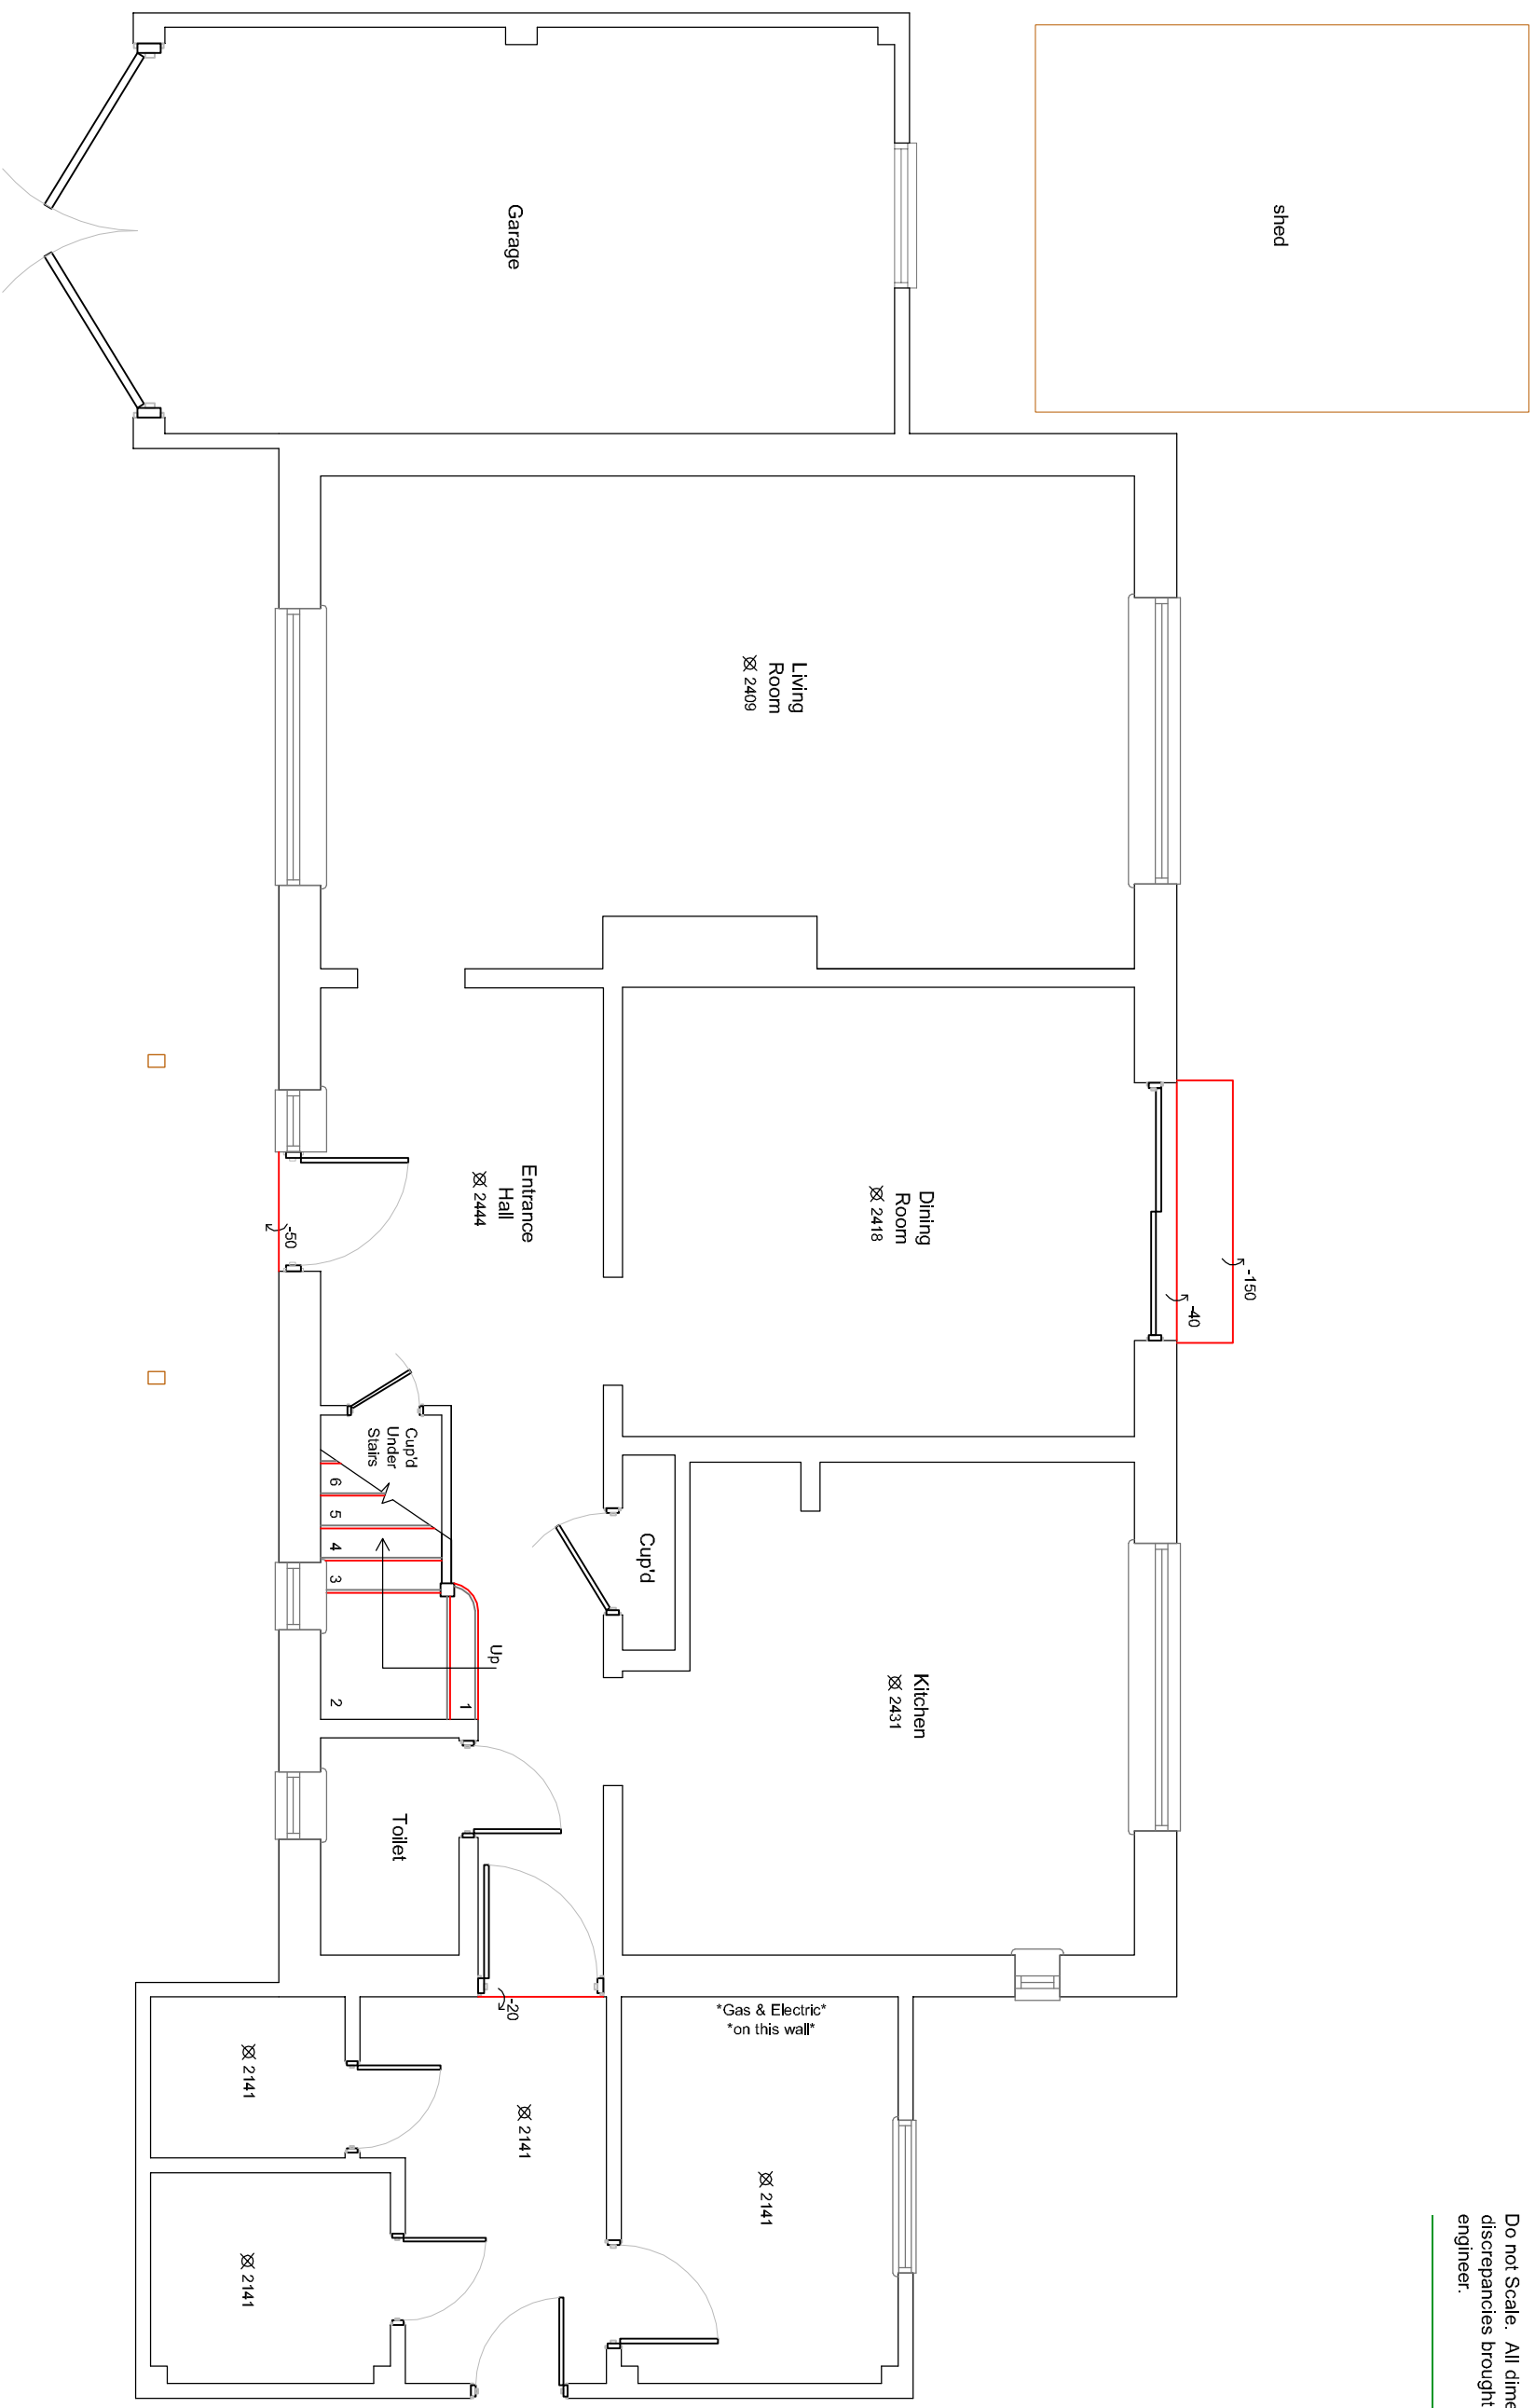 shed
Garage
Living
Room
2409
Dining
Room
2418
-150
-40
Entrance
Hall
2444
-50
Cup'd
Under
Stairs
6
5
4
3
2
1
Up
Cup'd
Kitchen
2431
Toilet
-20
*Gas & Electric*
*on this wall*
2141
2141
2141
2141
Do not Scale. All dime
discrepancies brought
engineer.